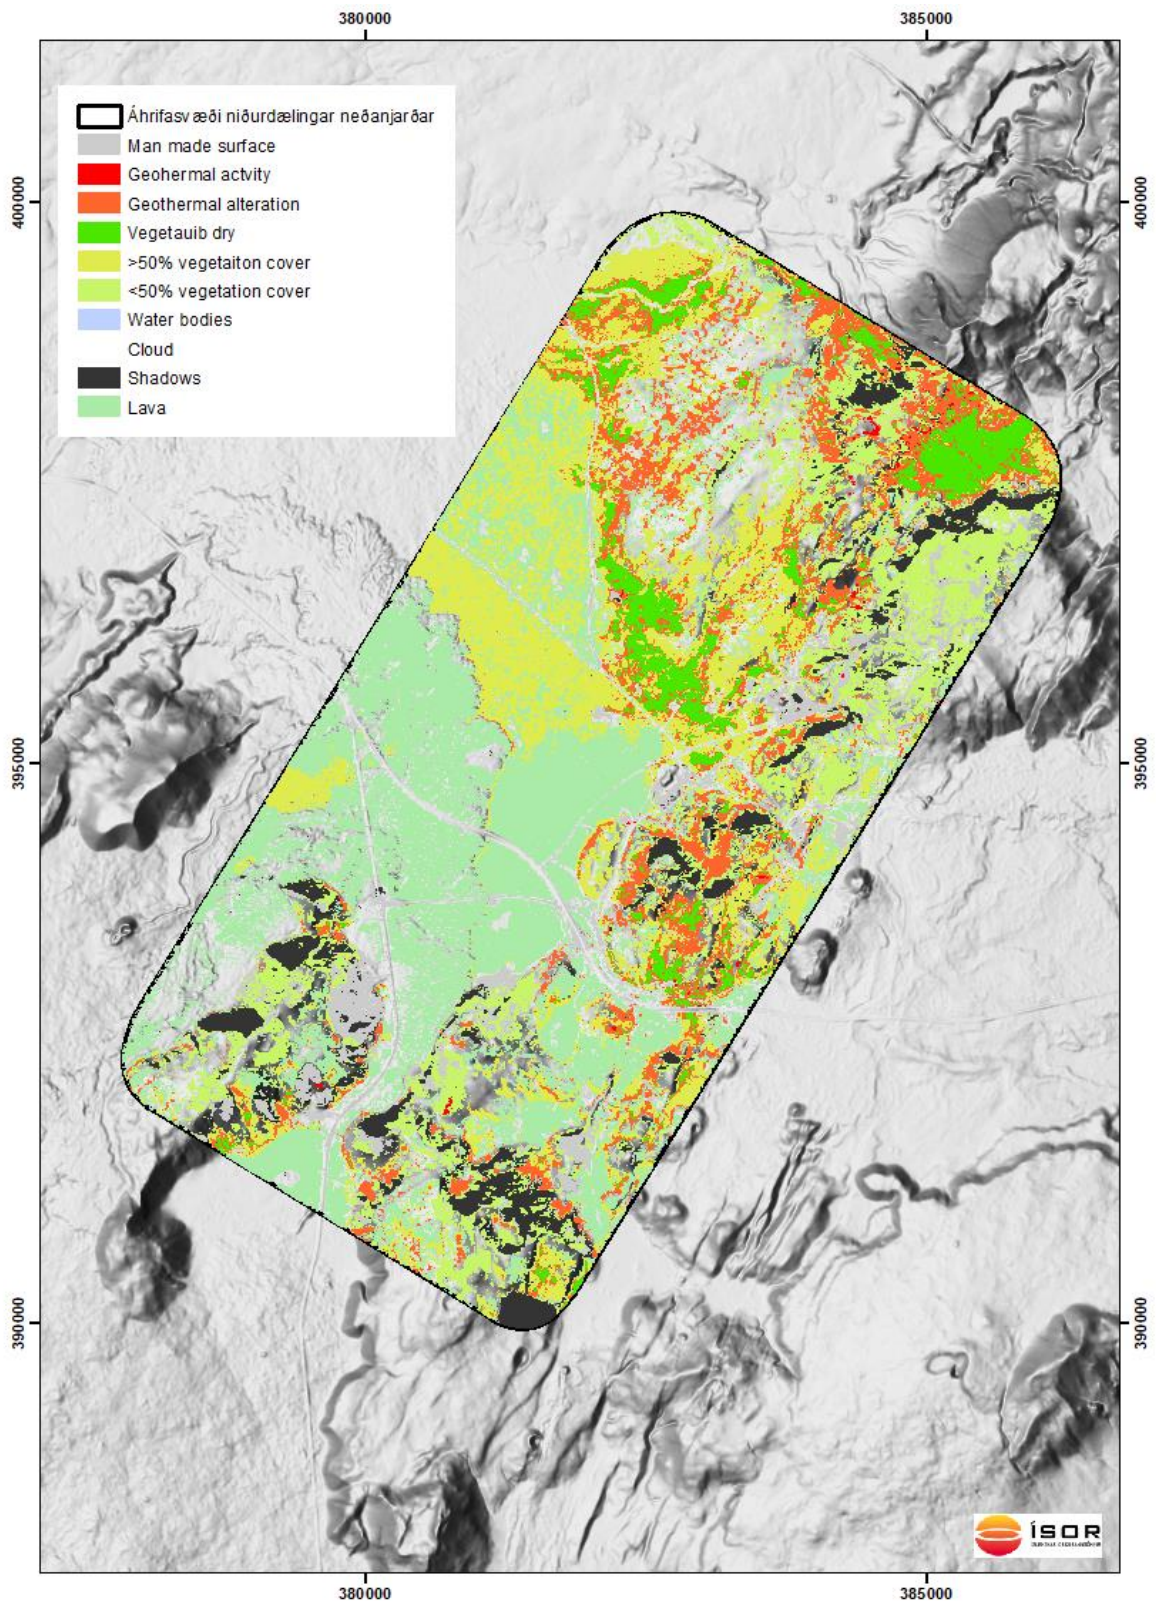 380000
385000
Áhrifasvæði niðurdælingar neðanjarðar
Man made surface
Geohermal actvity
Geothermal alteration
Vegetauib dry
>50% vegetaiton cover
<50% vegetation cover
Water bodies
Cloud
Shadows
Lava
400000
400000
395000
395000
390000
390000
ÍSOR
380000
385000